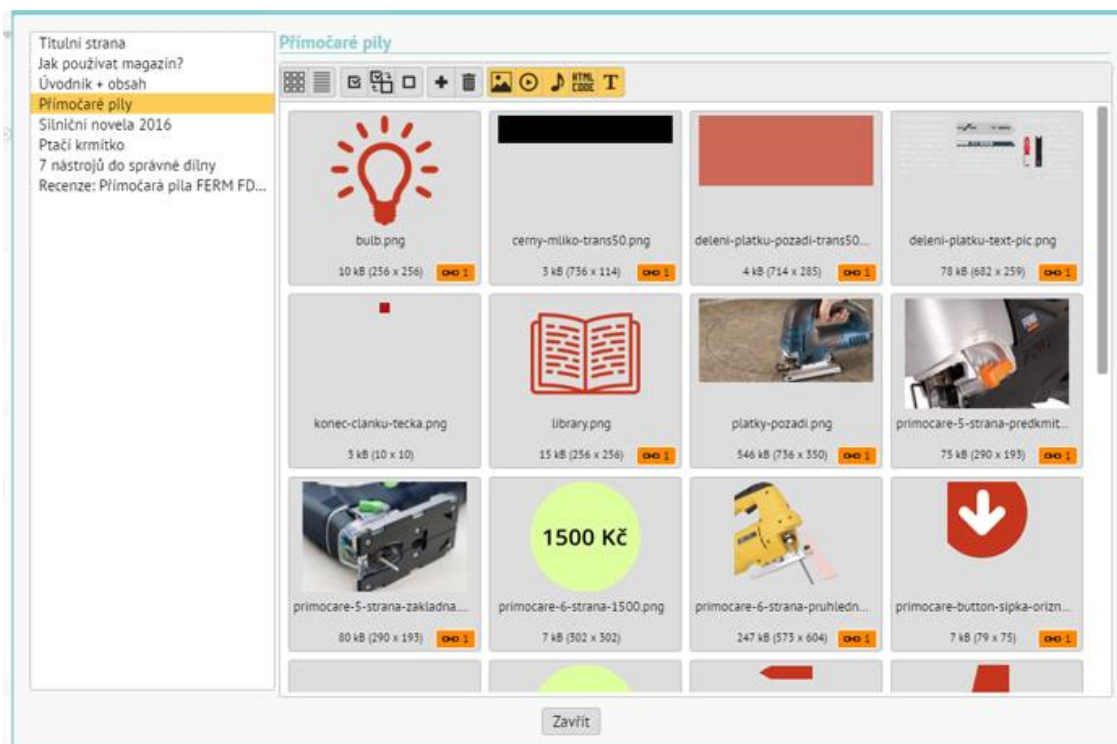 Titulní strana
Jak používat magazín?
Úvodník + obsah
Přímočaré pily
Silniční novela 2016
Ptačí krmítko
7 nástrojů do správné dílny
Recenze: Přímočará pila FERM FD...
Přímočaré pily
HTML
CODE
T
bulb.png
10 kB (256 x 256)
1
cerny-mliko-trans50.png
3 kB (736 x 114)
1
deleni-platku-pozadi-trans50...
4 kB (714 x 285)
1
deleni-platku-text-pic.png
78 kB (682 x 259)
1
konec-clanku-tecka.png
3 kB (10 x 10)
library.png
15 kB (256 x 256)
1
platky-pozadi.png
546 kB (736 x 550)
1
primocare-5-strana-predkmit...
75 kB (290 x 193)
1
primocare-5-strana-zakladna...
80 kB (290 x 193)
1
1500 Kč
primocare-6-strana-1500.png
7 kB (302 x 302)
primocare-6-strana-pruhledn...
247 kB (573 x 604)
1
primocare-button-sipka-orizn...
7 kB (79 x 75)
1
Zavřít